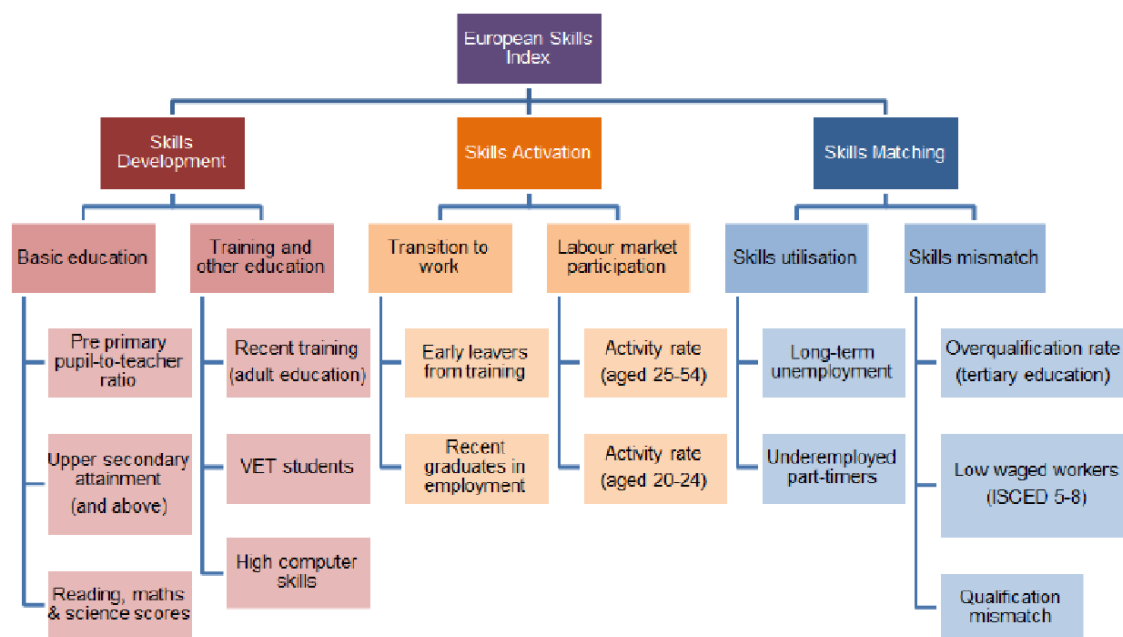 European Skills
Index
Skills
Development
Skills Activation
Skills Matching
Basic education
Training and
other education
Transition to
work
Labour market
participation
Skills utilisation
Skills mismatch
Pre primary
pupil-to-teacher
ratio
Recent training
(adult education)
Early leavers
from training
Activity rate
(aged 25-54)
Long-term
unemployment
Overqualification rate
(tertiary education)
Upper secondary
attainment
(and above)
VET students
Recent
graduates in
employment
Activity rate
(aged 20-24)
Underemployed
part-timers
Low waged workers
(ISCED 5-8)
High computer
skills
Reading, maths
& science scores
Qualification
mismatch